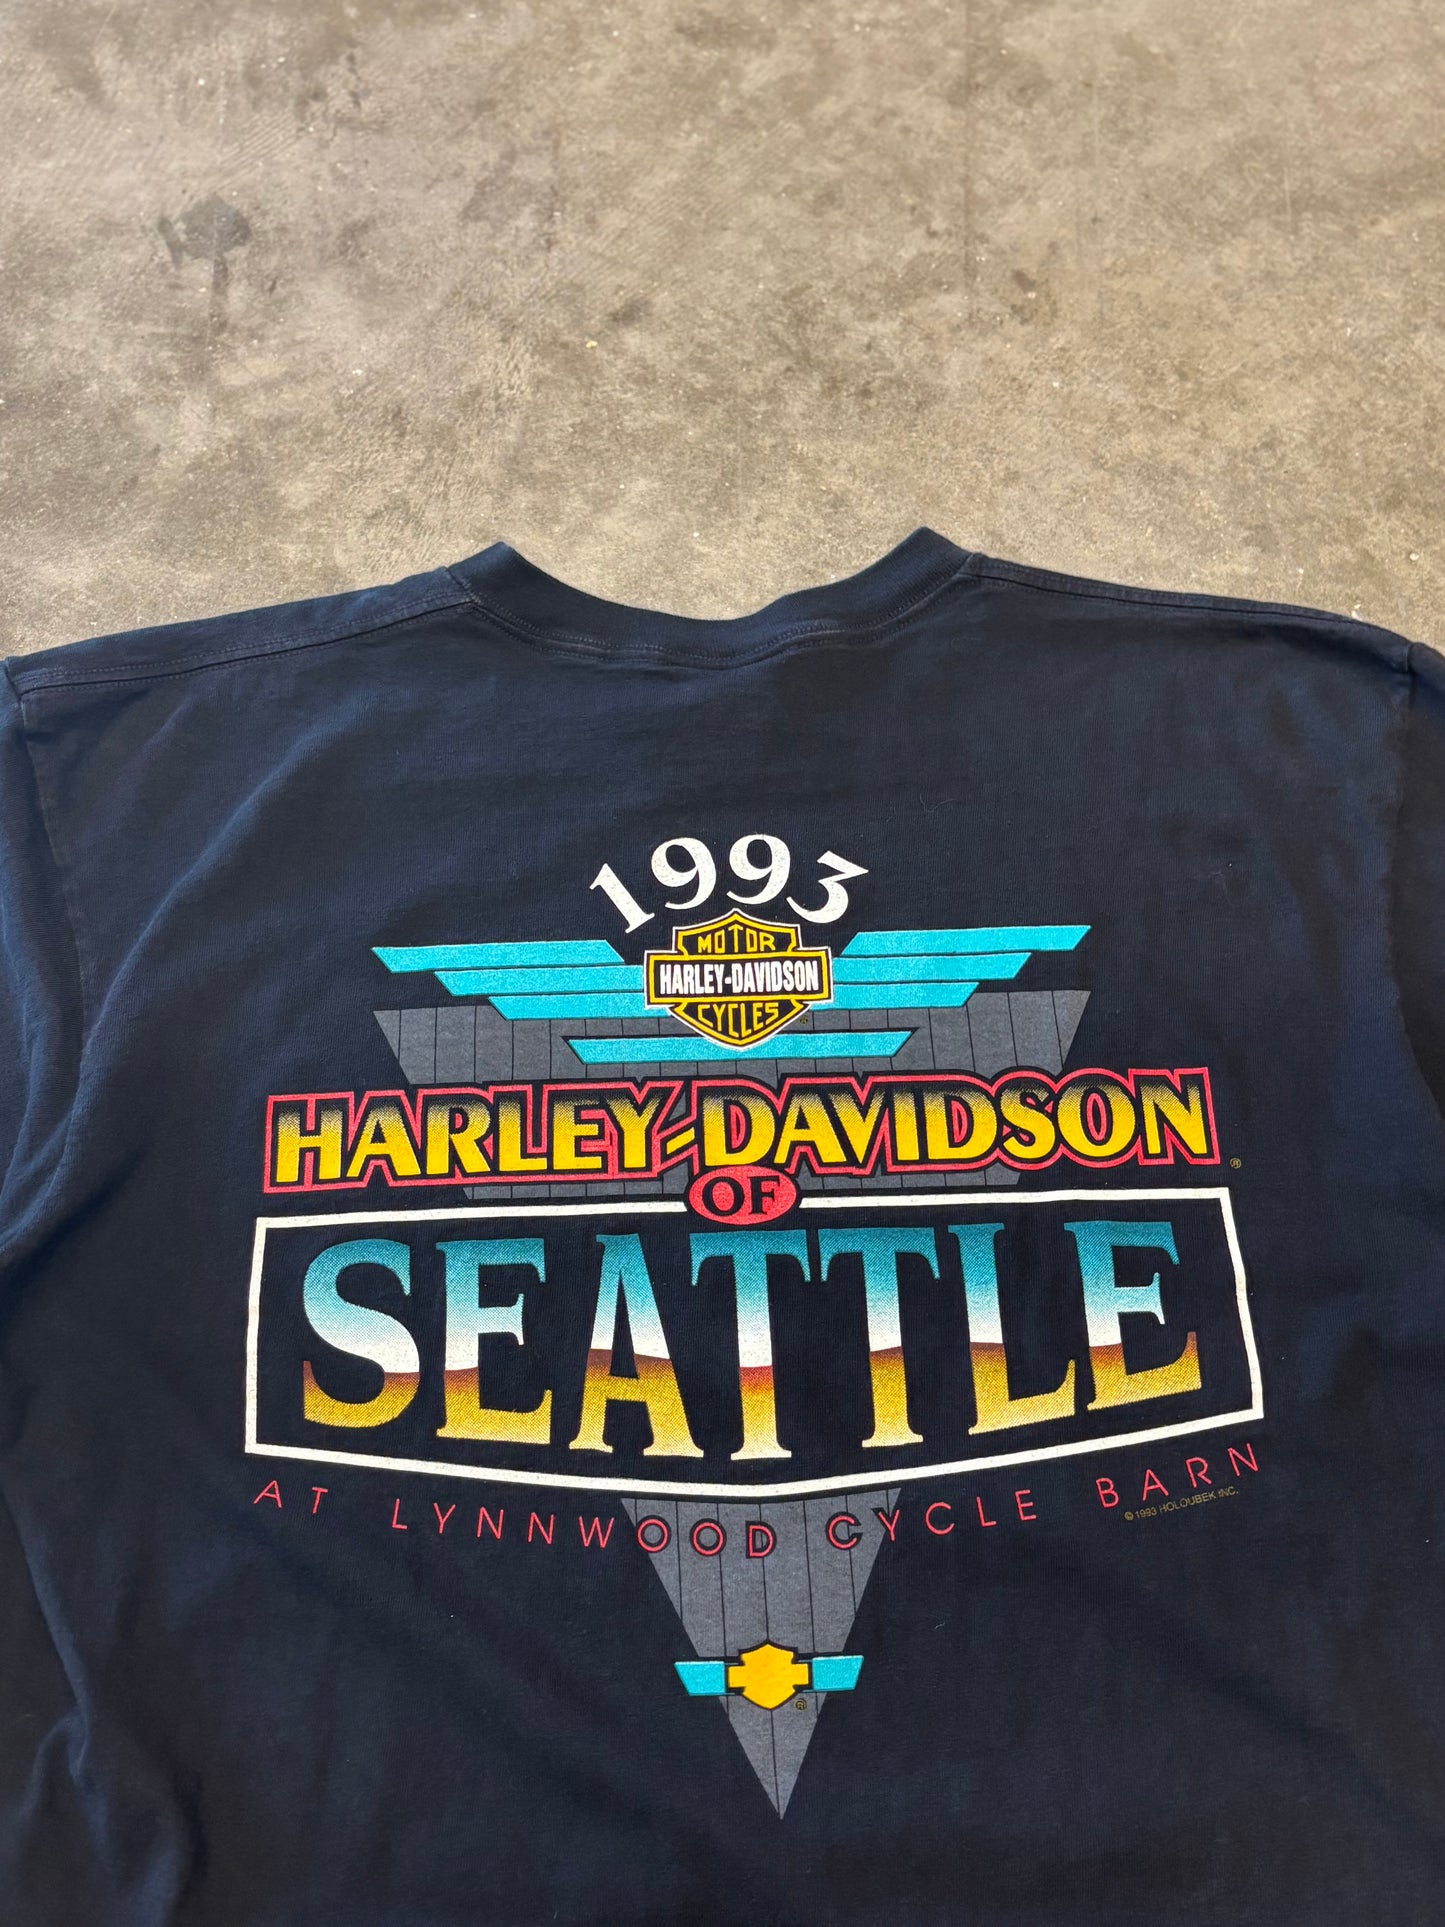 1993
MOTOR
HARLEY-DAVIDSON
CYCLES
HARLEY-DAVIDSON®
OF
SEATTLE
AT LYNNWOOD CYCLE BARN
© 1993 HOLOUBEK INC.
®